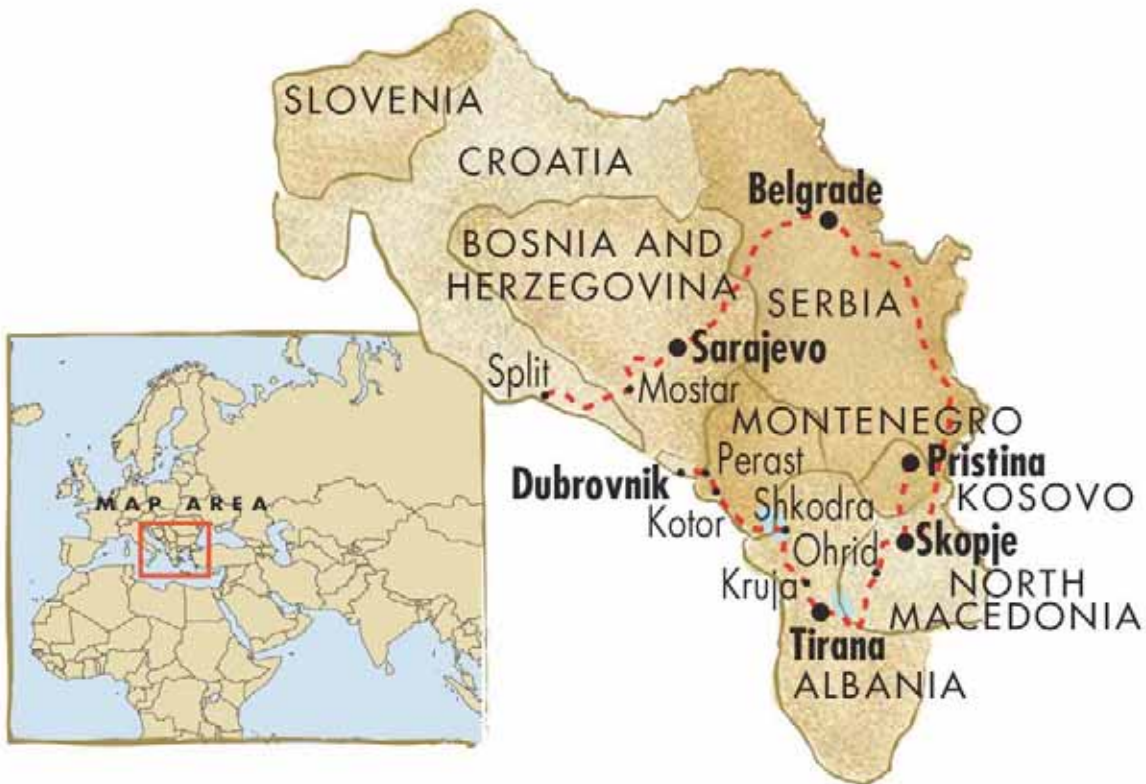 SLOVENIA
CROATIA
Belgrade
BOSNIA AND
HERZEGOVINA
SERBIA
Sarajevo
Split
Mostar
MONTENEGRO
Perast
Pristina
Dubrovnik
KOSOVO
Shkodra
Kotor
Ohrid
Skopje
Kruja
NORTH
MACEDONIA
Tirana
ALBANIA
MAP AREA